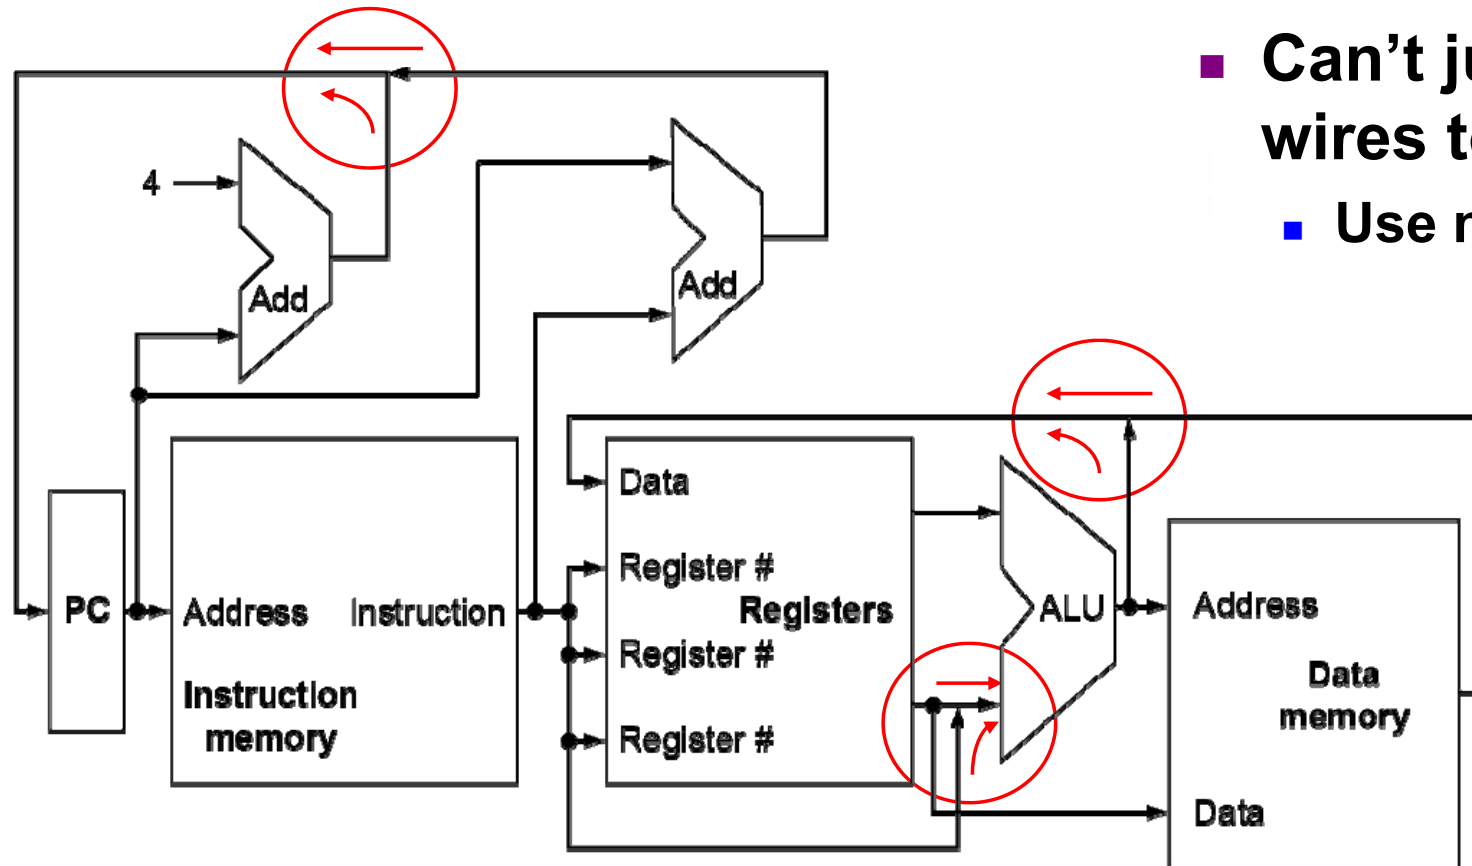 Can't ju
wires te
Use n
4
Add
Add
Data
Register #
Registers
Register #
Register #
PC
Address
Instruction
Instruction
memory
ALU
Address
Data
memory
Data